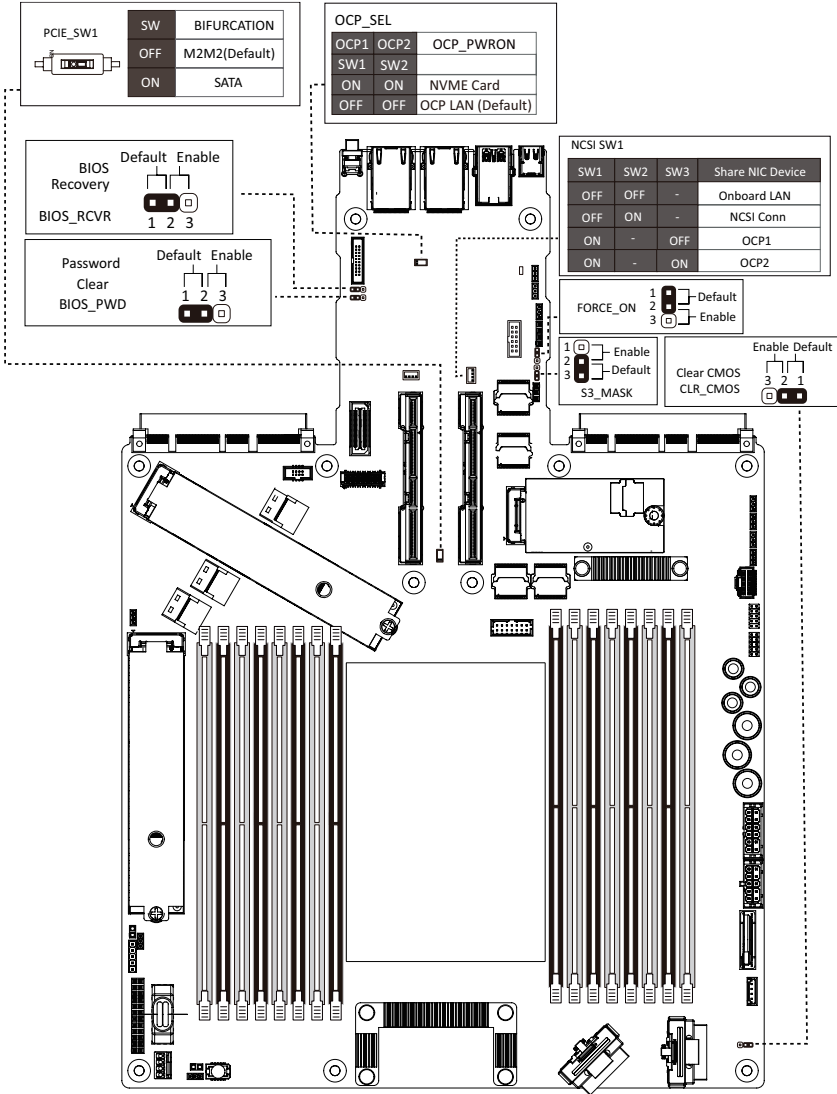 PCIE_SW1
SW BIFURCATION
OFF M2M2(Default)
ON SATA
OCP_SEL
OCP1 OCP2 OCP_PWRON
SW1 SW2
ON ON NVME Card
OFF OFF OCP LAN (Default)
BIOS Recovery
BIOS_RCVR
Default Enable
1 2 3
Password
Clear
BIOS_PWD
Default Enable
1 2 3
NCSI SW1
SW1 SW2 SW3 Share NIC Device
OFF OFF - Onboard LAN
OFF ON - NCSI Conn
ON - OFF OCP1
ON - ON OCP2
FORCE_ON
1
2 Default
3 Enable
1
2 Enable
3 Default
S3_MASK
Enable Default
Clear CMOS
CLR_CMOS
3 2 1